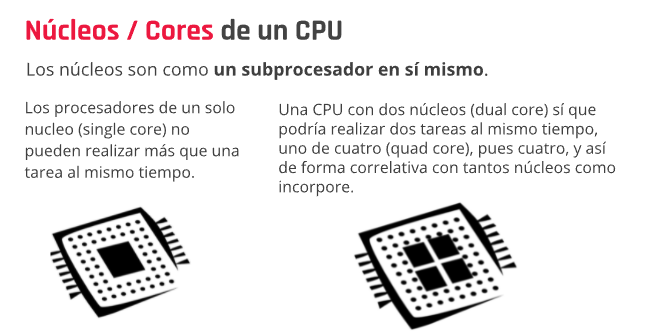 Núcleos / Cores de un CPU
Los núcleos son como un subprocesador en sí mismo.
Los procesadores de un solo
nucleo (single core) no
pueden realizar más que una
tarea al mismo tiempo.
Una CPU con dos núcleos (dual core) sí que
podría realizar dos tareas al mismo tiempo,
uno de cuatro (quad core), pues cuatro, y así
de forma correlativa con tantos núcleos como
incorpore.